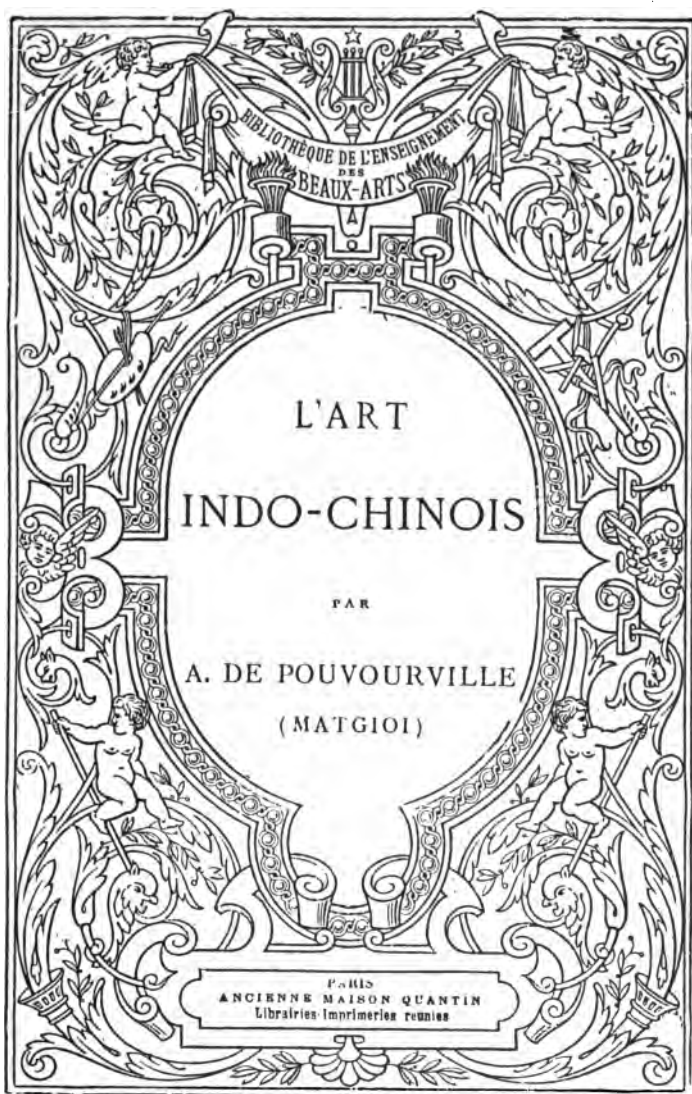 BIBLIOTHÈQUE DE L'ENSEIGNEMENT
DES
BEAUX-ARTS
L'ART
INDO-CHINOIS
PAR
A. DE POUVOURVILLE
(MATGIOI)
PARIS
ANCIENNE MAISON QUANTIN
Librairies-Imprimeries reunies